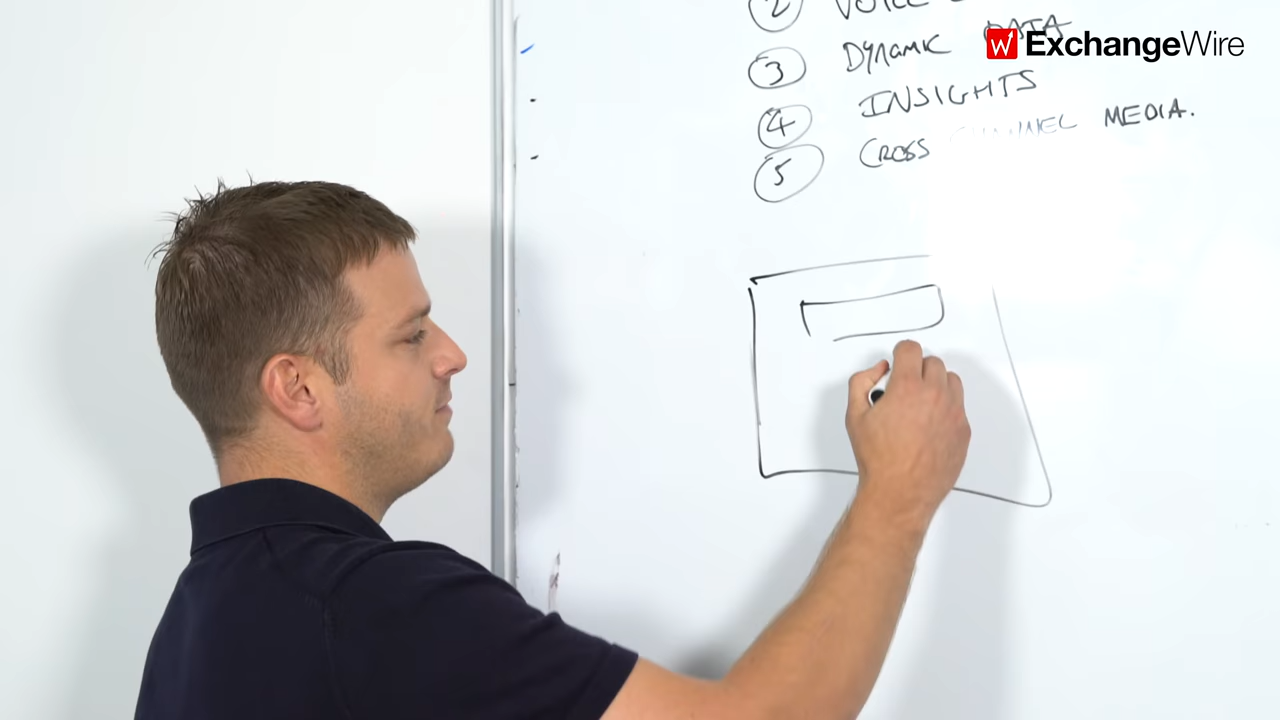 ExchangeWire
2 VOICE
3 DYNAMIC DATA
4 INSIGHTS
5 CROSS CHANNEL MEDIA.